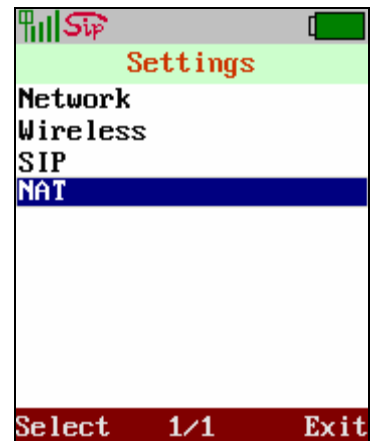 Sip
Settings
Network
Wireless
SIP
NAT
Select 1/1 Exit